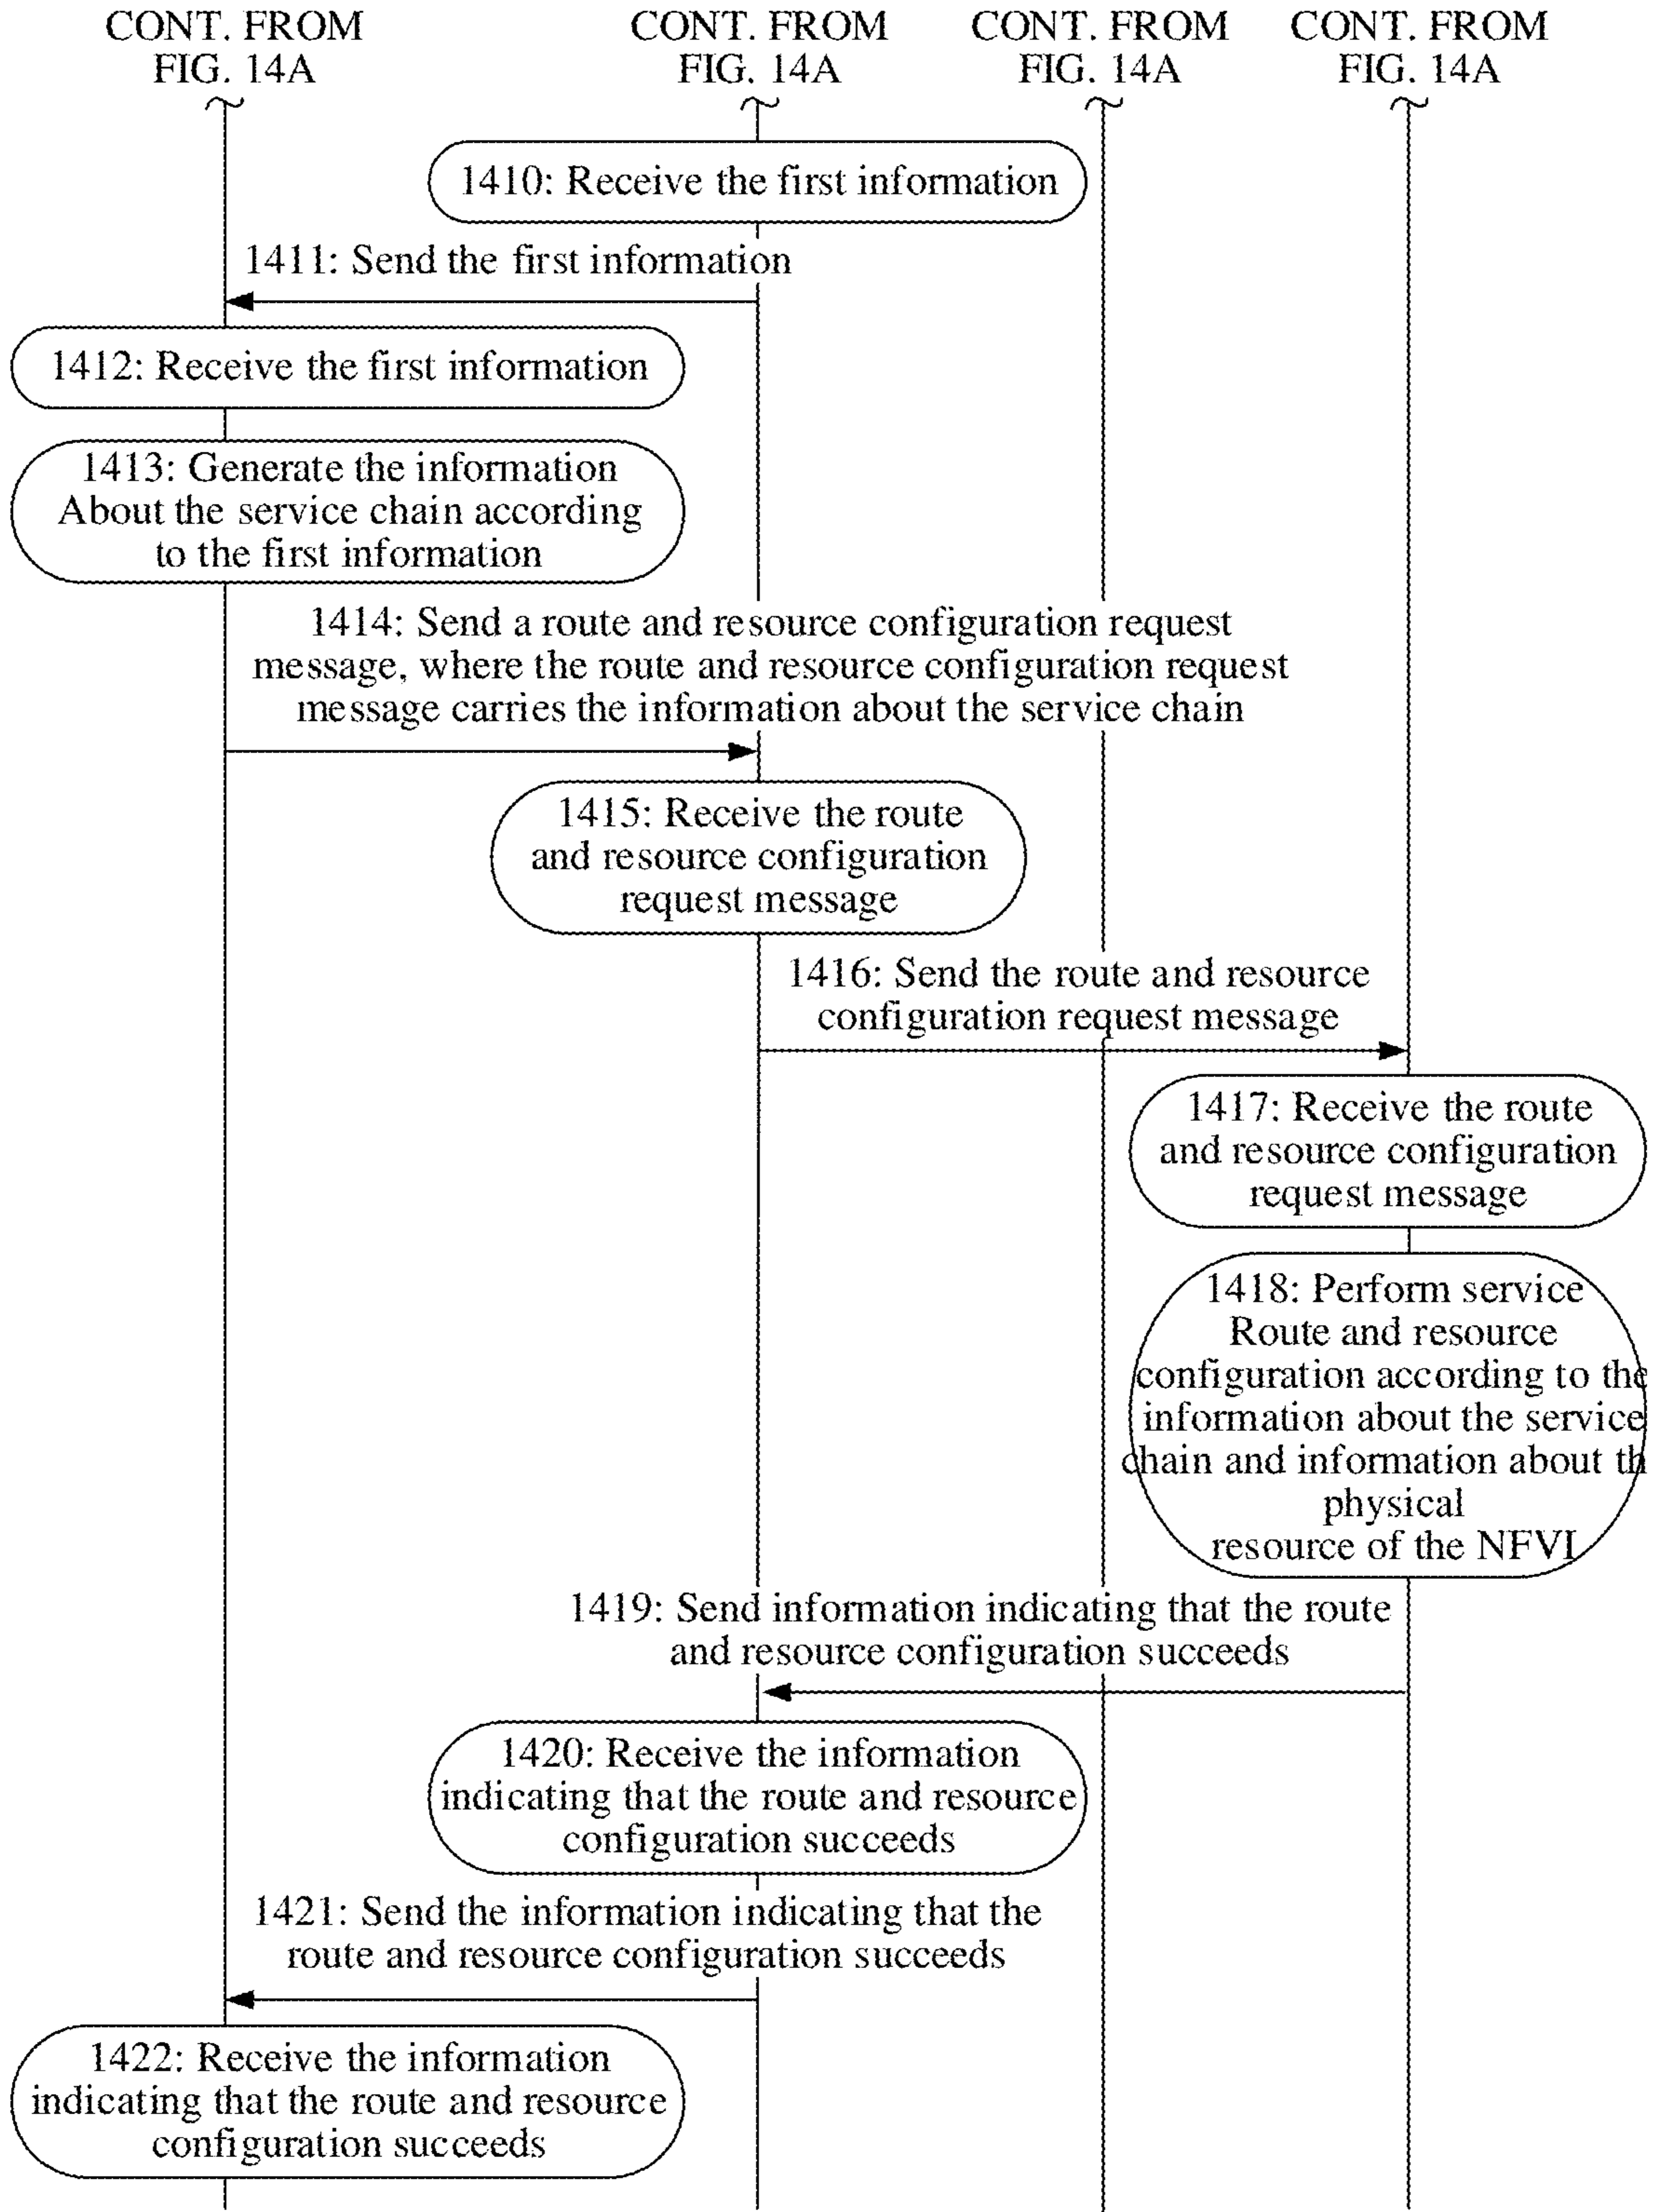 CONT. FROM
FIG. 14A
CONT. FROM
FIG. 14A
CONT. FROM
FIG. 14A
CONT. FROM
FIG. 14A
1410: Receive the first information
1411: Send the first information
1412: Receive the first information
1413: Generate the information
About the service chain according
to the first information
1414: Send a route and resource configuration request
message, where the route and resource configuration request
message carries the information about the service chain
1415: Receive the route
and resource configuration
request message
1416: Send the route and resource
configuration request message
1417: Receive the route
and resource configuration
request message
1418: Perform service
Route and resource
configuration according to the
information about the service
chain and information about th
physical
resource of the NFVI
1419: Send information indicating that the route
and resource configuration succeeds
1420: Receive the information
indicating that the route and resource
configuration succeeds
1421: Send the information indicating that the
route and resource configuration succeeds
1422: Receive the information
indicating that the route and resource
configuration succeeds